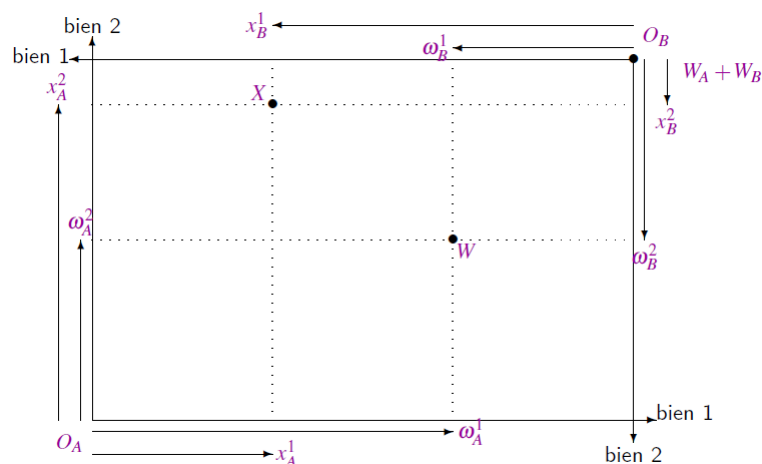 bien 2
x_B^1
O_B
ω_B^1
bien 1
W_A + W_B
x_A^2
X
x_B^2
ω_A^2
W
ω_B^2
bien 1
O_A
ω_A^1
x_A^1
bien 2